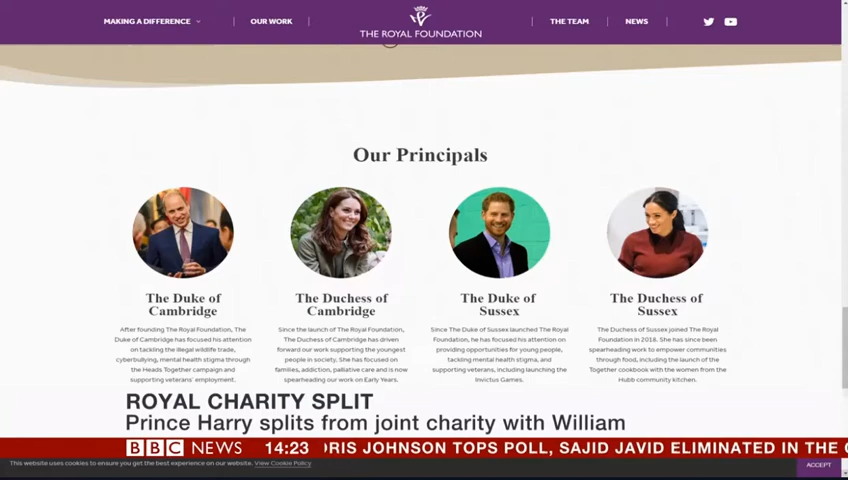 MAKING A DIFFERENCE
OUR WORK
THE ROYAL FOUNDATION
THE TEAM
NEWS
Our Principals
The Duke of
Cambridge
After founding The Royal Foundation, The
Duke of Cambridge has focused his attention
on tackling the illegal wildlife trade,
cyberbullying, mental health stigma through
the Heads Together campaign and
supporting veterans' employment.
The Duchess of
Cambridge
Since the launch of The Royal Foundation,
The Duchess of Cambridge has driven
forward our work supporting the youngest
people in society. She has focused on
families, addiction, palliative care and is now
spearheading our work on Early Years.
The Duke of
Sussex
Since The Duke of Sussex launched The Royal
Foundation, he has focused his attention on
providing opportunities for young people,
tackling mental health stigma, and
supporting veterans, including launching the
Invictus Games.
The Duchess of
Sussex
The Duchess of Sussex joined The Royal
Foundation in 2018. She has since been
spearheading work to empower communities
through food, including the launch of the
Together cookbook with the women from the
Hubb community kitchen.
ROYAL CHARITY SPLIT
Prince Harry splits from joint charity with William
BBC NEWS 14:23 ORIS JOHNSON TOPS POLL, SAJID JAVID ELIMINATED IN THE
This website uses cookies to ensure you get the best experience on our website. View Cookie Policy
ACCEPT